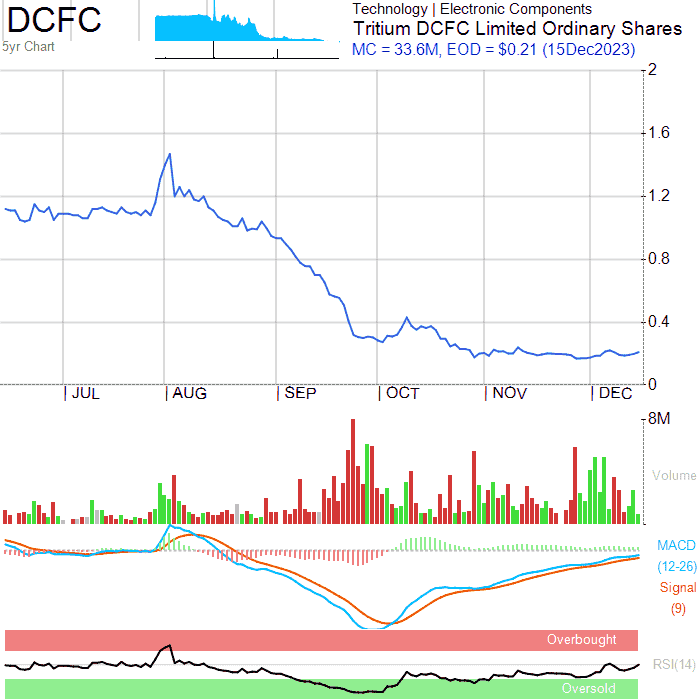 DCFC
5yr Chart
Technology | Electronic Components
Tritium DCFC Limited Ordinary Shares
MC = 33.6M, EOD = $0.21 (15Dec2023)
2
1.6
1.2
0.8
0.4
0
JUL AUG SEP OCT NOV DEC
8M
Volume
MACD
(12-26)
Signal
(9)
Overbought
RSI(14)
Oversold